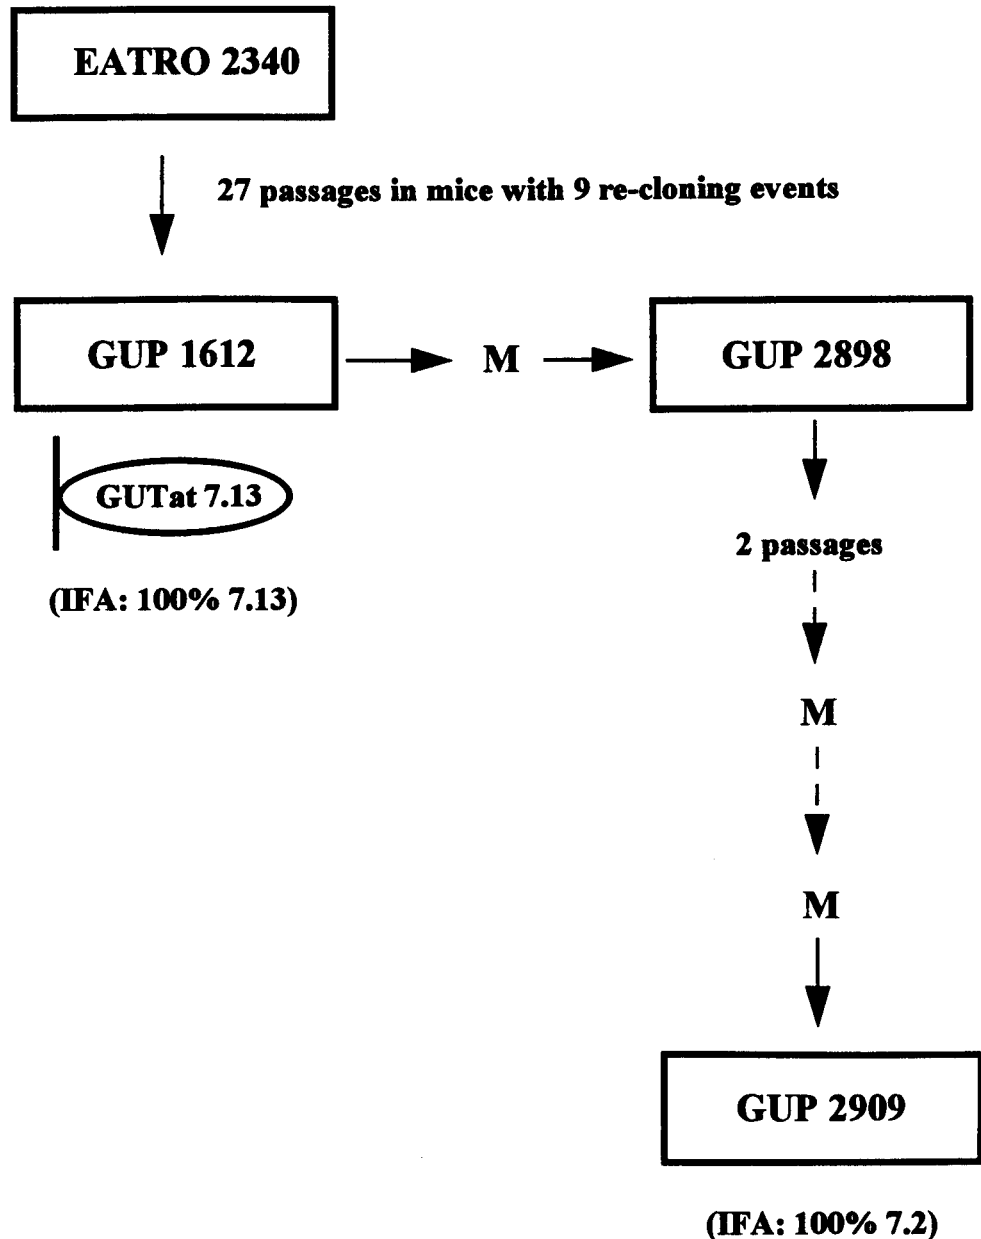 EATRO 2340
27 passages in mice with 9 re-cloning events
GUP 1612
M
GUP 2898
GUTat 7.13
(IFA: 100% 7.13)
2 passages
M
M
GUP 2909
(IFA: 100% 7.2)